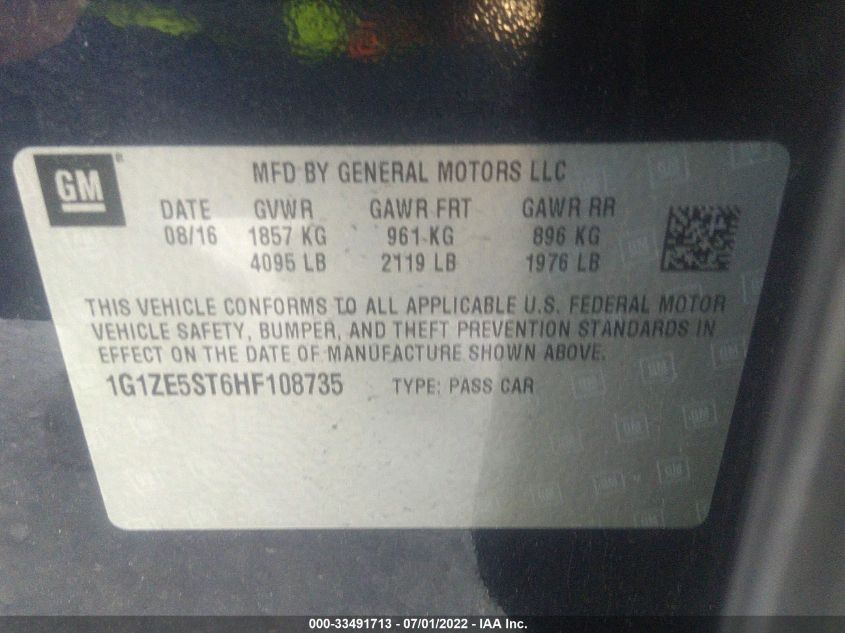 GM®
MFD BY GENERAL MOTORS LLC
DATE GVWR GAWR FRT GAWR RR
08/16 1857 KG 961 KG 896 KG
4095 LB 2119 LB 1976 LB
THIS VEHICLE CONFORMS TO ALL APPLICABLE U.S. FEDERAL MOTOR
VEHICLE SAFETY, BUMPER, AND THEFT PREVENTION STANDARDS IN
EFFECT ON THE DATE OF MANUFACTURE SHOWN ABOVE.
1G1ZE5ST6HF108735 TYPE: PASS CAR
000-33491713 - 07/01/2022 - IAA Inc.